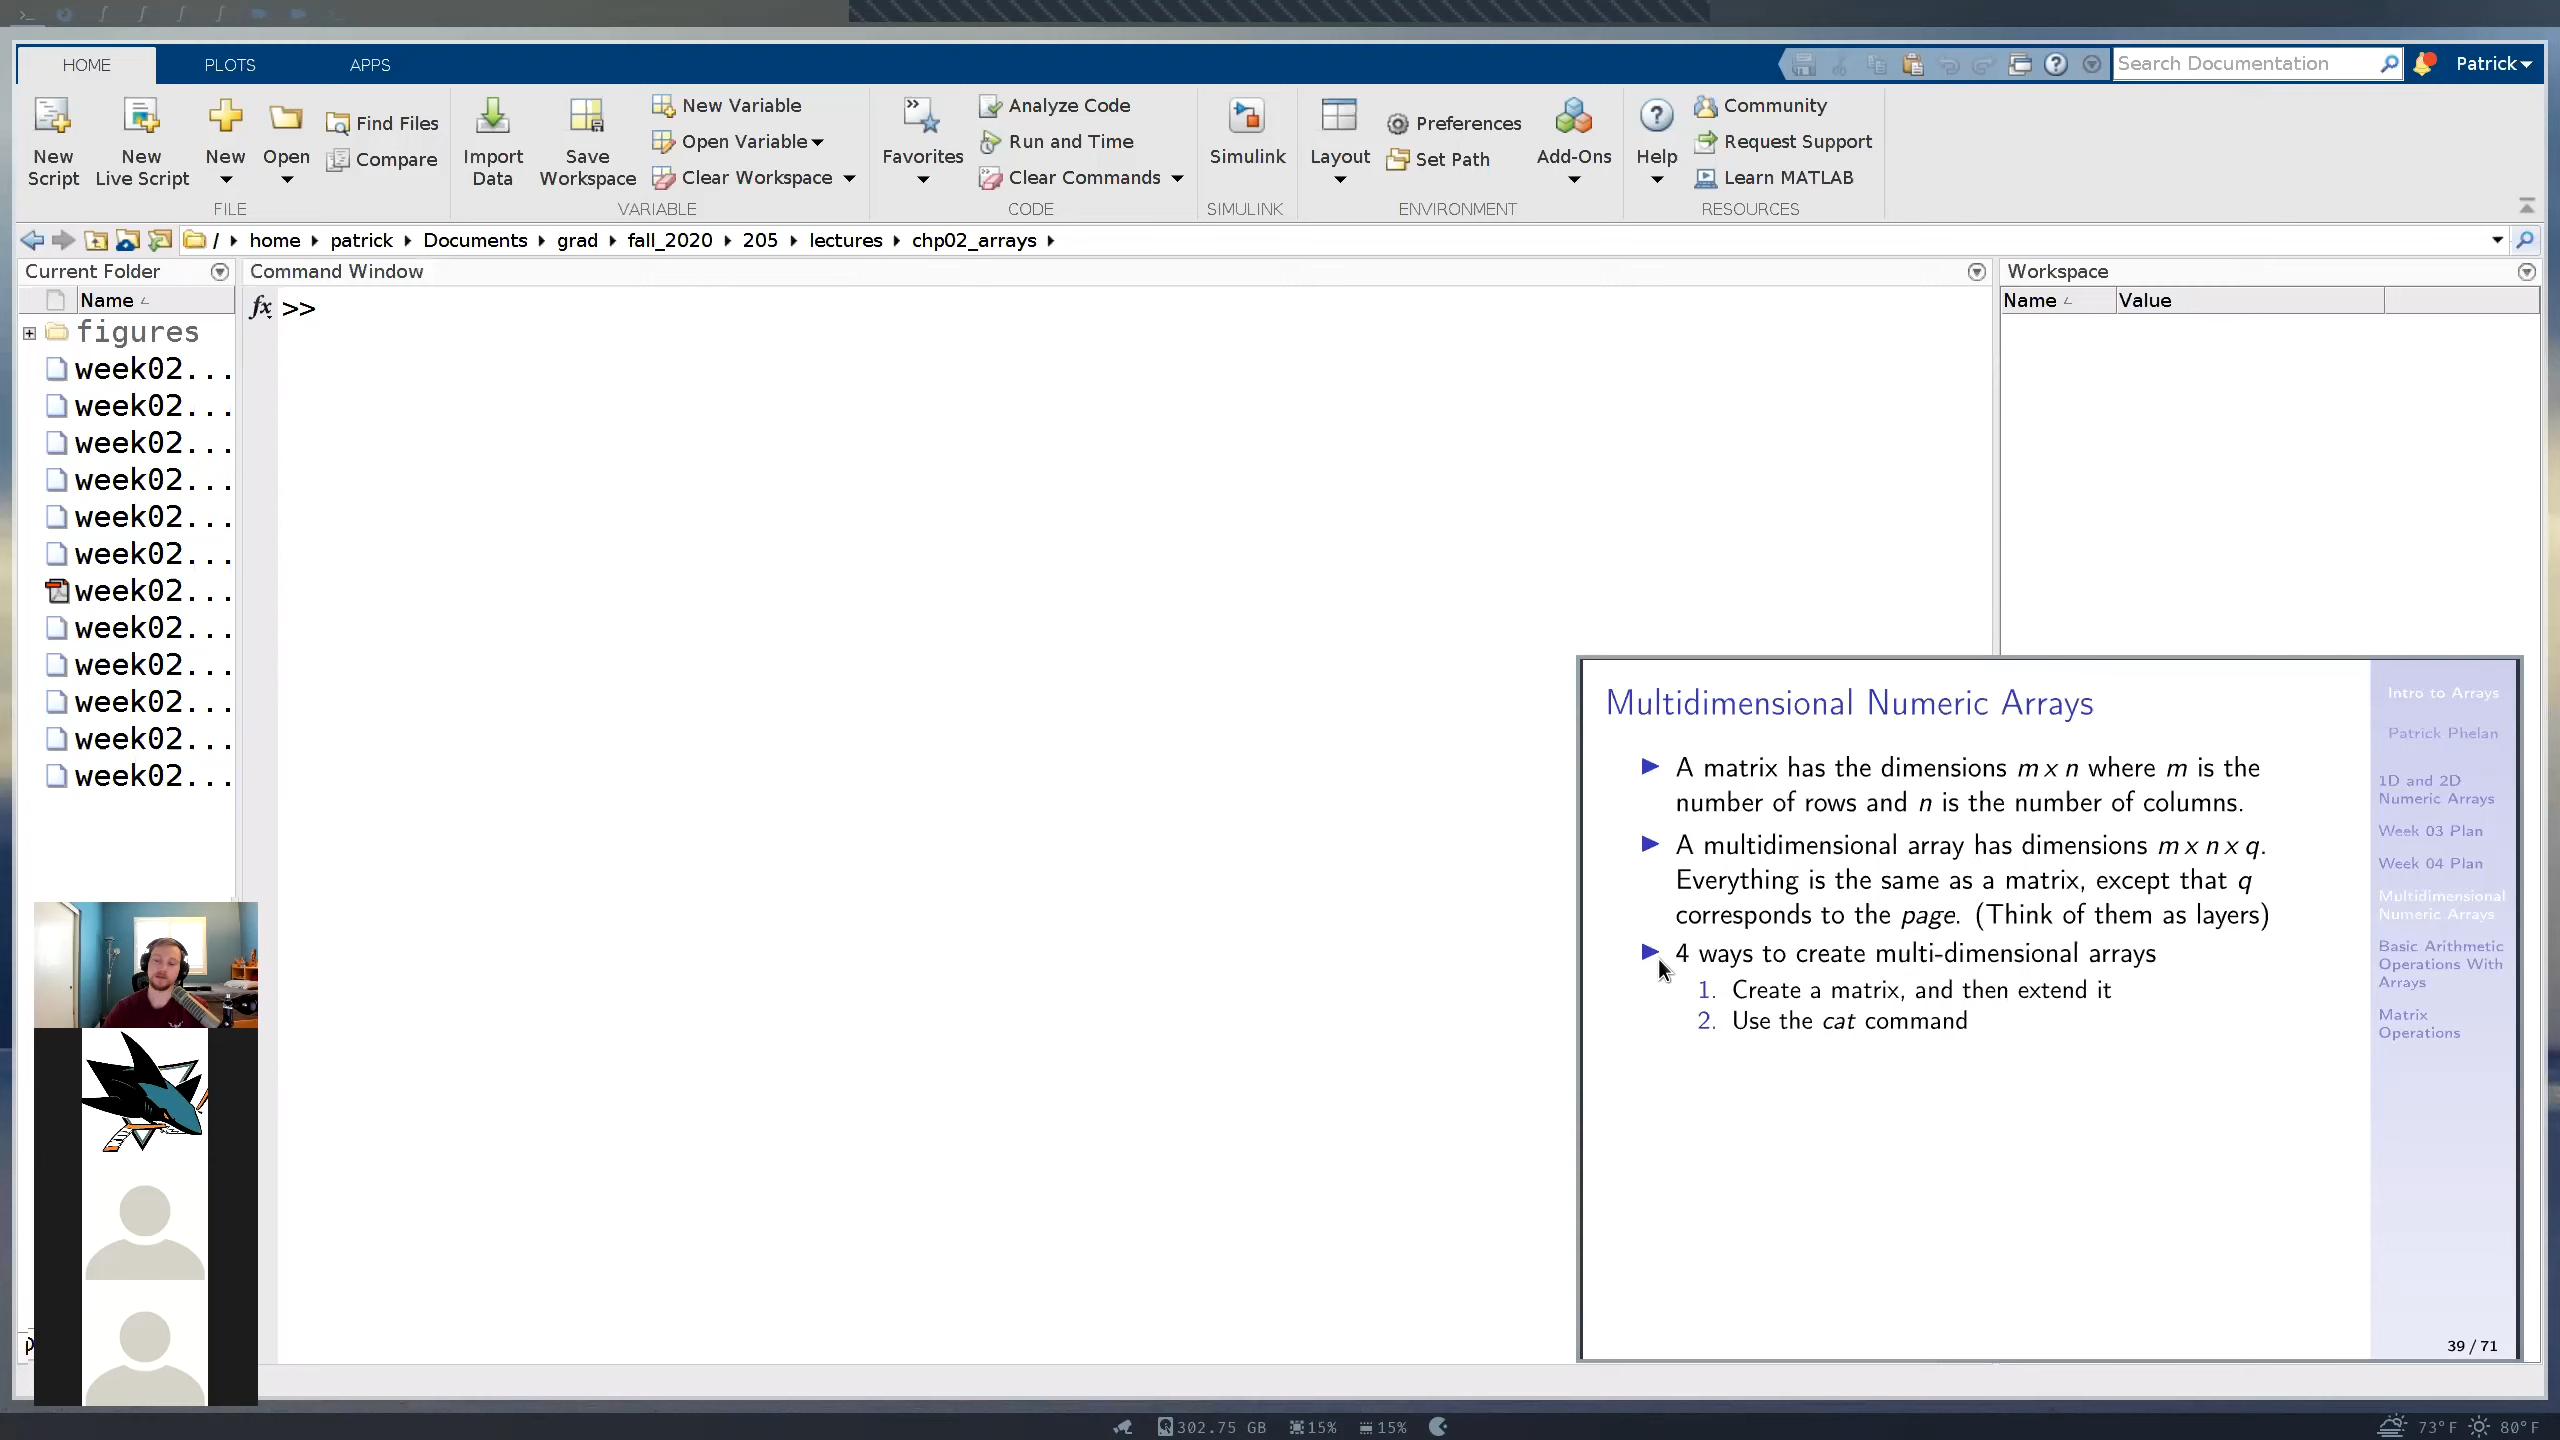 HOME PLOTS APPS
Search Documentation
Patrick
New Script
New Live Script
New
Open
Find Files
Compare
FILE
Import Data
Save Workspace
New Variable
Open Variable
Clear Workspace
VARIABLE
Favorites
Analyze Code
Run and Time
Clear Commands
CODE
Simulink
SIMULINK
Layout
Preferences
Set Path
Add-Ons
ENVIRONMENT
Help
Community
Request Support
Learn MATLAB
RESOURCES
/ home patrick Documents grad fall_2020 205 lectures chp02_arrays
Current Folder
Name
figures
week02...
week02...
week02...
week02...
week02...
week02...
week02...
week02...
week02...
week02...
week02...
week02...
Command Window
fx >>
Workspace
Name Value
Multidimensional Numeric Arrays
A matrix has the dimensions m x n where m is the
number of rows and n is the number of columns.
A multidimensional array has dimensions m x n x q.
Everything is the same as a matrix, except that q
corresponds to the page. (Think of them as layers)
4 ways to create multi-dimensional arrays
1. Create a matrix, and then extend it
2. Use the cat command
Intro to Arrays
Patrick Phelan
1D and 2D
Numeric Arrays
Week 03 Plan
Week 04 Plan
Multidimensional
Numeric Arrays
Basic Arithmetic
Operations With
Arrays
Matrix
Operations
39 / 71
302.75 GB 15% 15%
73°F 80°F